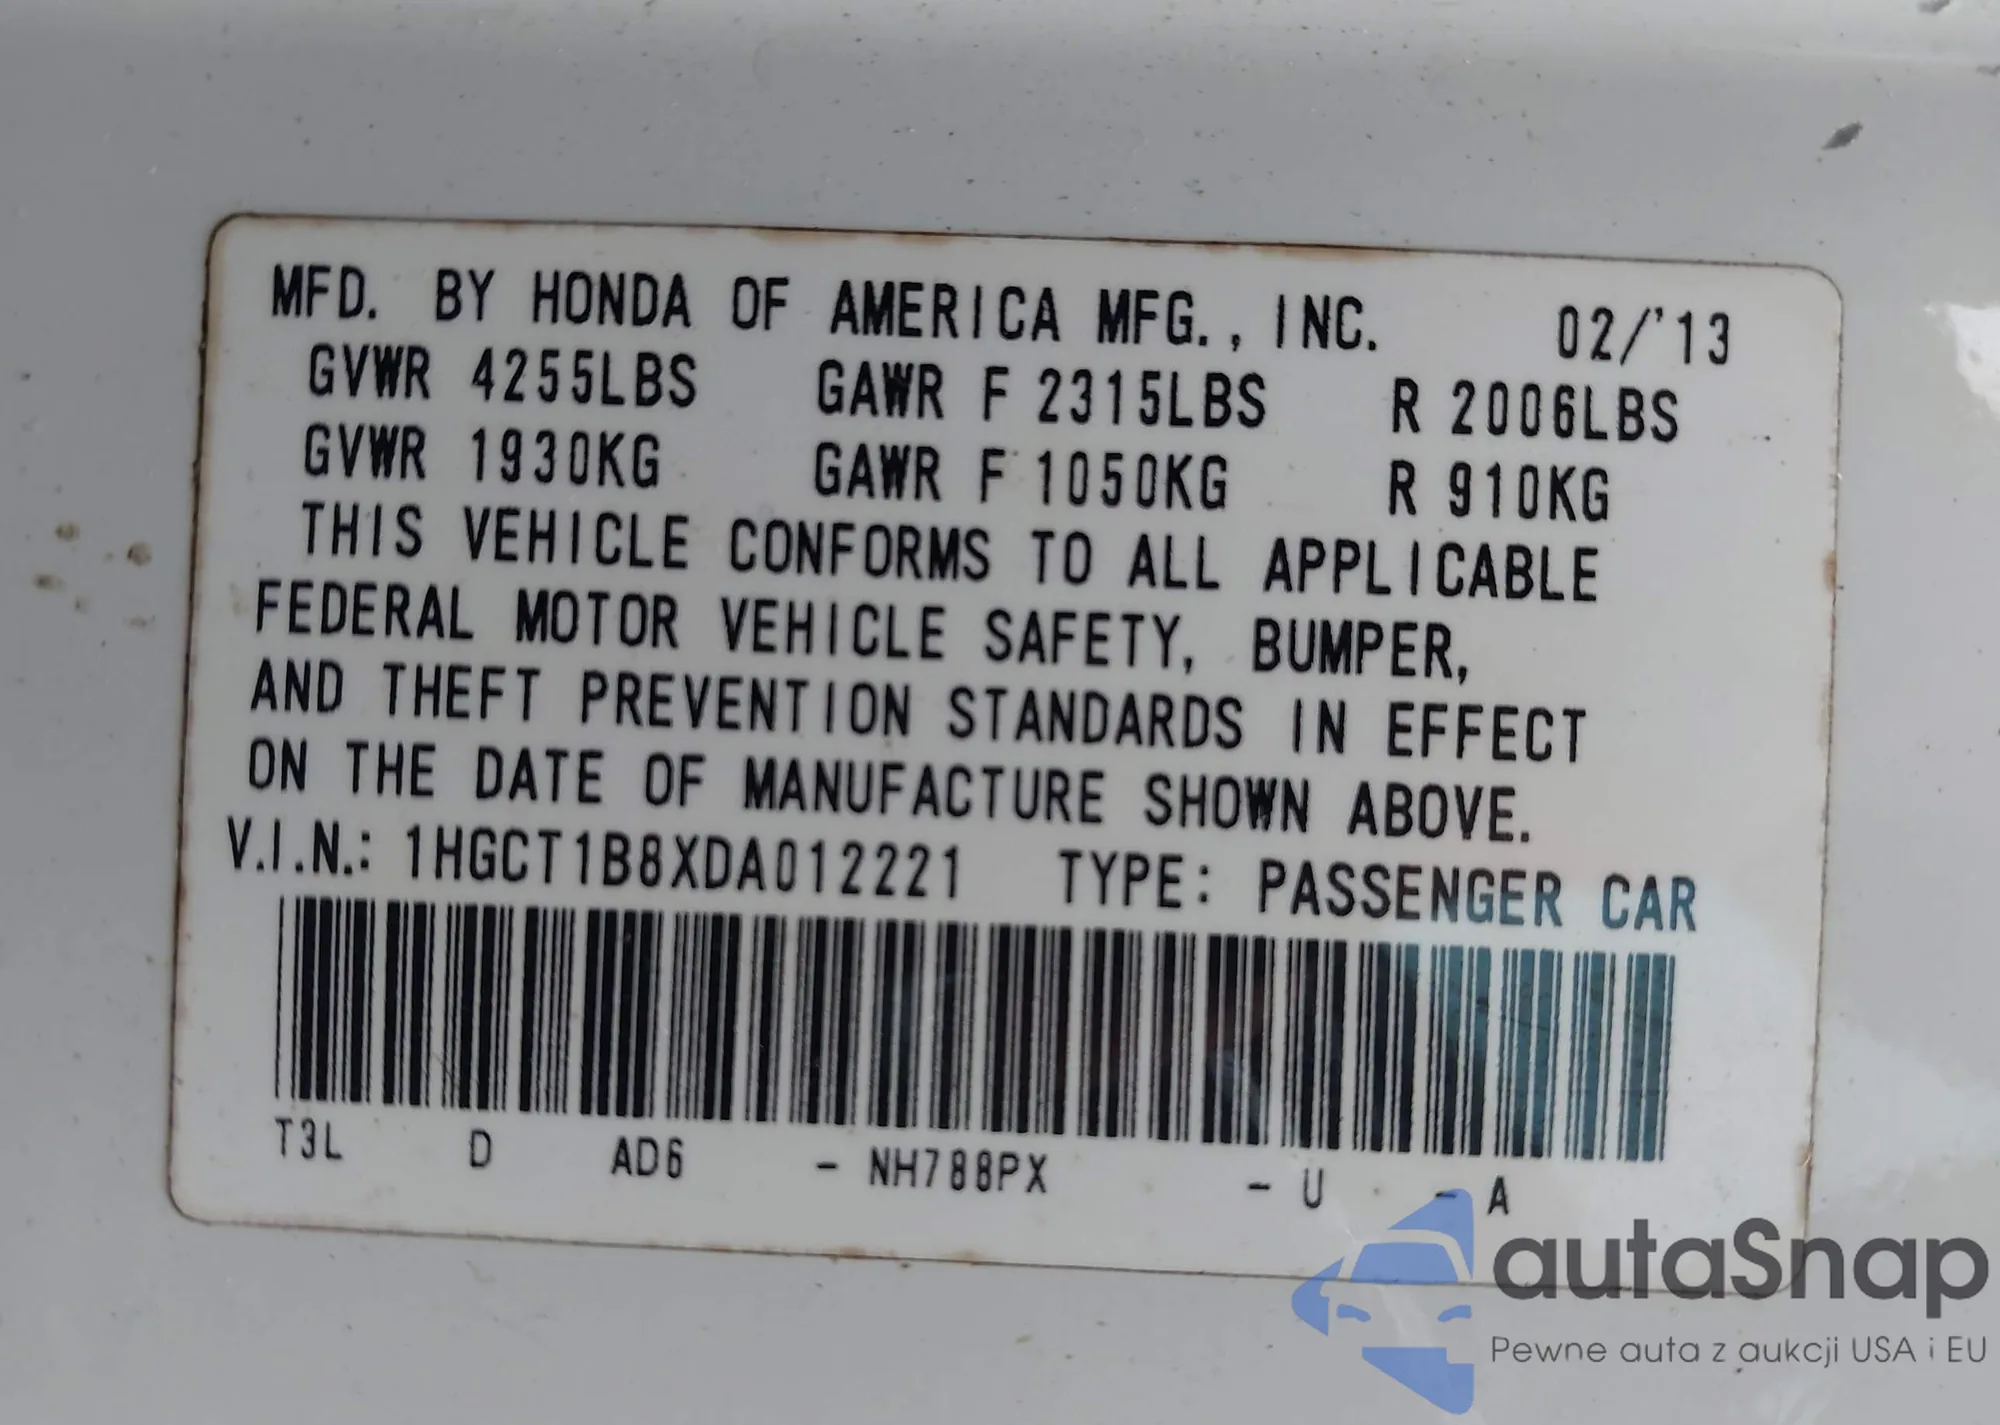 MFD. BY HONDA OF AMERICA MFG., INC. 02/'13
GVWR 4255LBS GAWR F 2315LBS R 2006LBS
GVWR 1930KG GAWR F 1050KG R 910KG
THIS VEHICLE CONFORMS TO ALL APPLICABLE
FEDERAL MOTOR VEHICLE SAFETY, BUMPER,
AND THEFT PREVENTION STANDARDS IN EFFECT
ON THE DATE OF MANUFACTURE SHOWN ABOVE.
V.I.N.: 1HGCT1B8XDA012221 TYPE: PASSENGER CAR
T3L D AD6 - NH788PX - U - A
autaSnap
Pewne auta z aukcji USA i EU